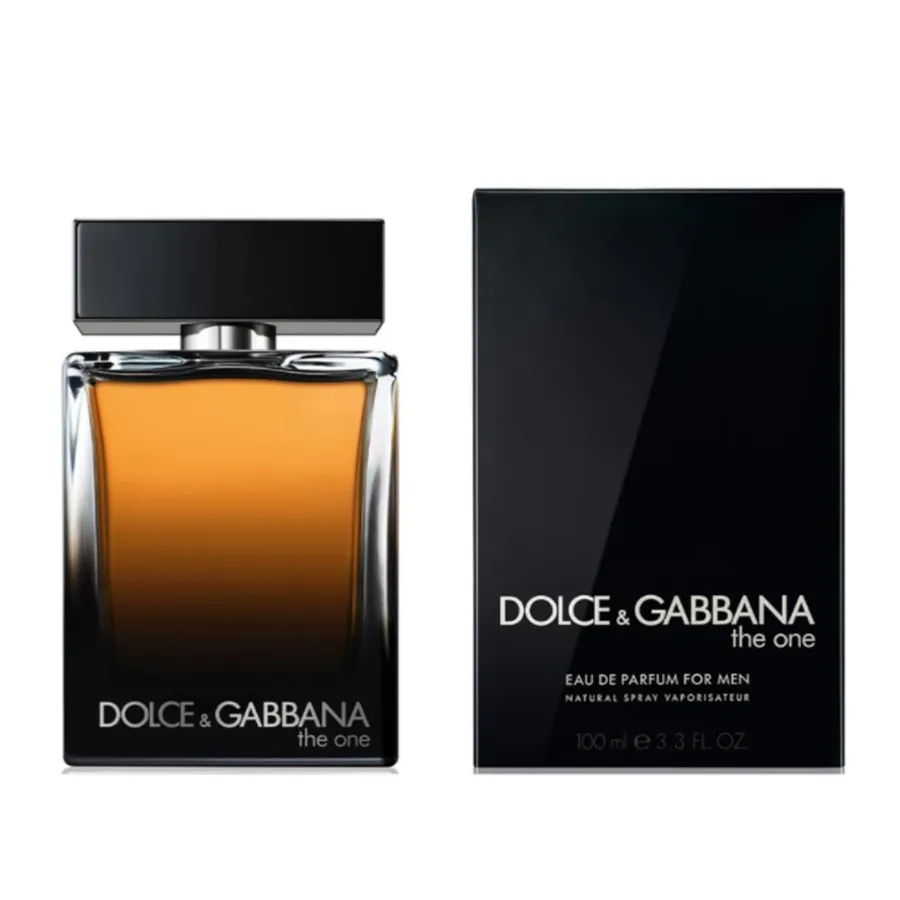 DOLCE & GABBANA
the one
DOLCE & GABBANA
the one
EAU DE PARFUM FOR MEN
NATURAL SPRAY VAPORISATEUR
100 ml e 3.3 FL. OZ.